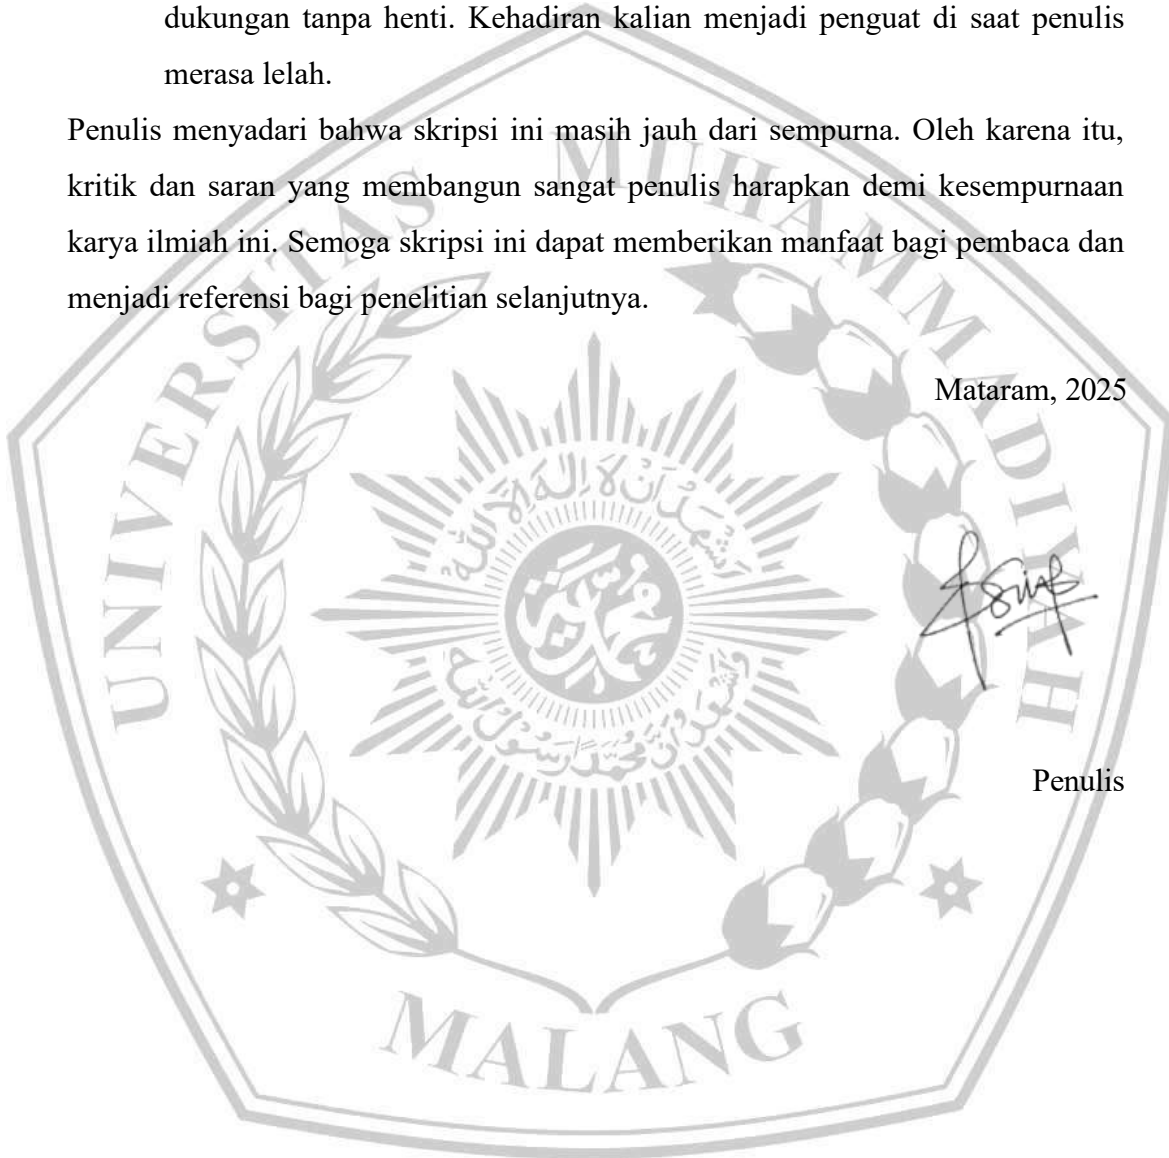 dukungan tanpa henti. Kehadiran kalian menjadi penguat di saat penulis
merasa lelah.
Penulis menyadari bahwa skripsi ini masih jauh dari sempurna. Oleh karena itu,
kritik dan saran yang membangun sangat penulis harapkan demi kesempurnaan
karya ilmiah ini. Semoga skripsi ini dapat memberikan manfaat bagi pembaca dan
menjadi referensi bagi penelitian selanjutnya.
Mataram, 2025
Penulis
UNIVERSITAS MUHAMMADIYAH
MALANG